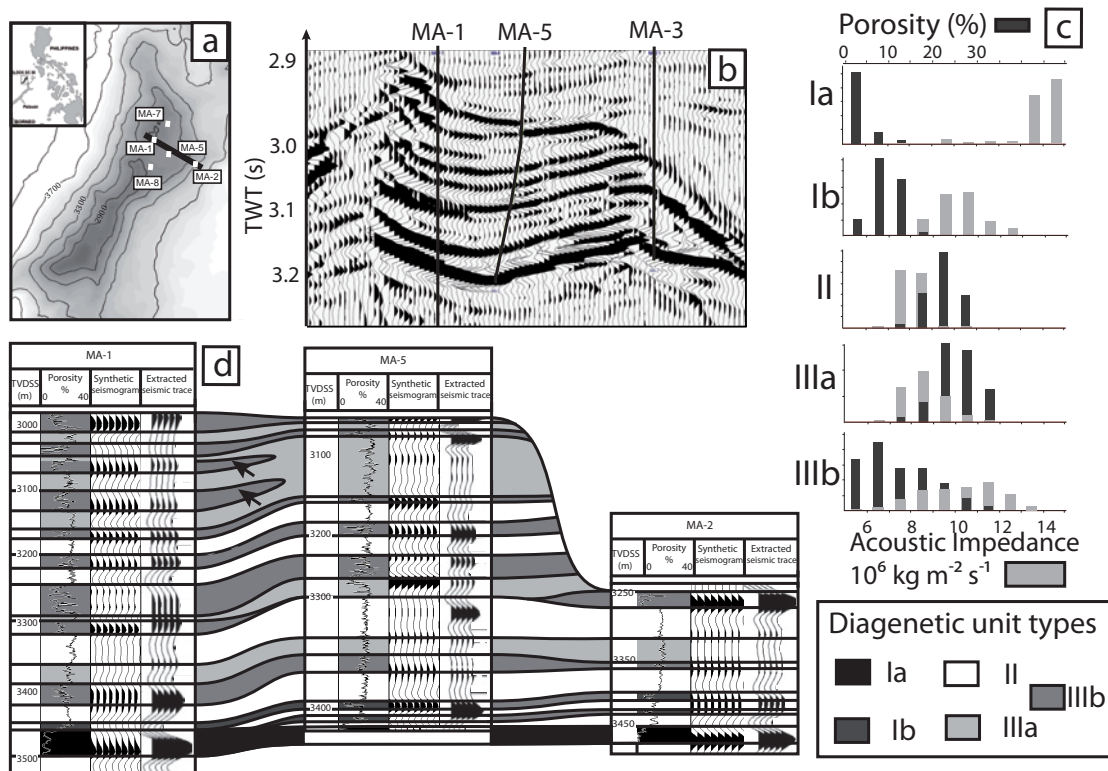 a
PHILIPPINES
BORNEO
MA-7
MA-1
MA-5
MA-8
MA-2
3700
3300
2900
b
MA-1 MA-5 MA-3
TWT (s)
2.9
3.0
3.1
3.2
c
Porosity (%)
0 10 20 30
Ia
Ib
II
IIIa
IIIb
6 8 10 12 14
Acoustic Impedance
10⁶ kg m⁻² s⁻¹
d
MA-1
TVDSS (m)
Porosity % 0 40
Synthetic seismogram
Extracted seismic trace
3000
3100
3200
3300
3400
3500
MA-5
TVDSS (m)
Porosity % 0 40
Synthetic seismogram
Extracted seismic trace
3100
3200
3300
3400
MA-2
TVDSS (m)
Porosity % 0 40
Synthetic seismogram
Extracted seismic trace
3250
3350
3450
Diagenetic unit types
Ia II
IIIb
Ib IIIa